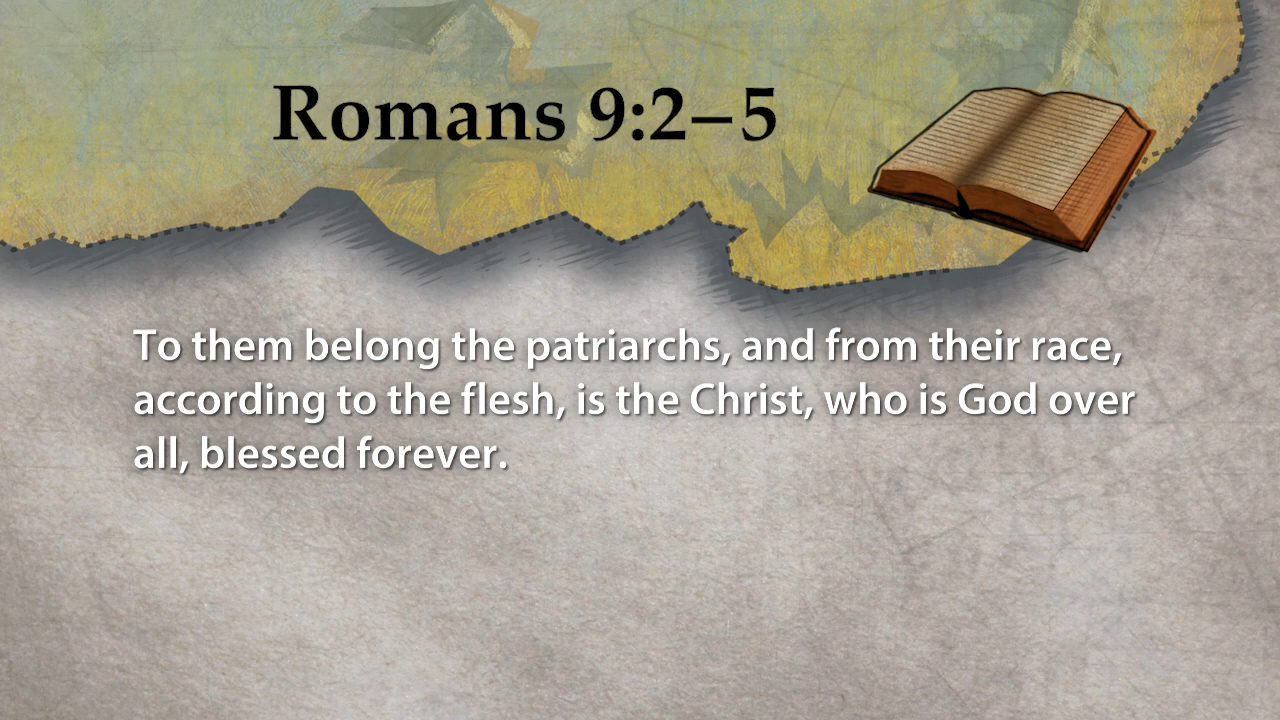 Romans 9:2–5
To them belong the patriarchs, and from their race,
according to the flesh, is the Christ, who is God over
all, blessed forever.